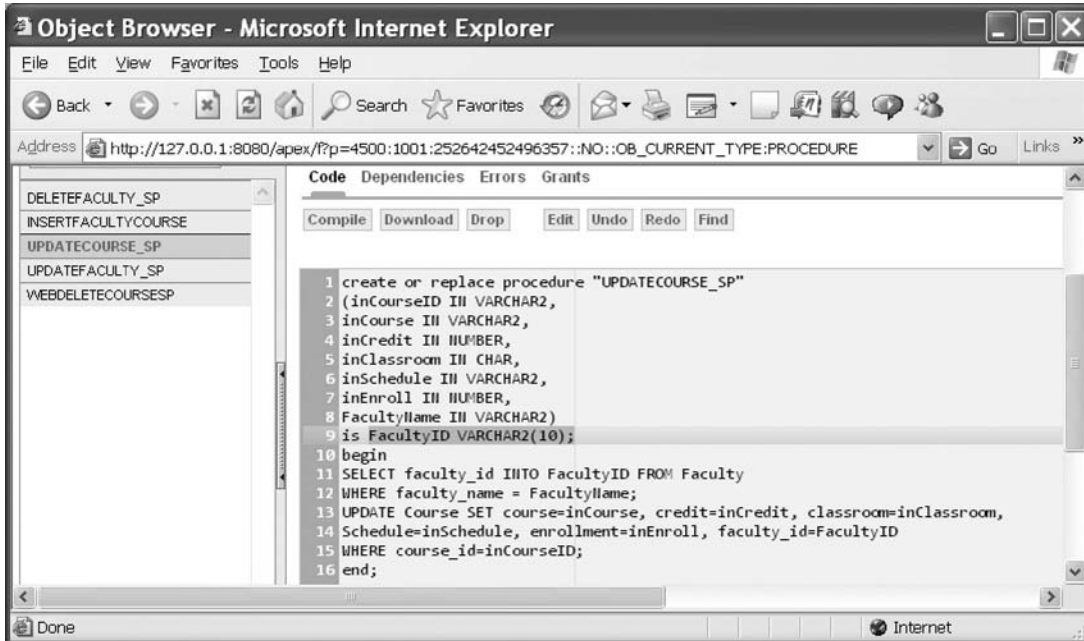 Object Browser - Microsoft Internet Explorer
File Edit View Favorites Tools Help
Back Search Favorites
Address http://127.0.0.1:8080/apex/f?p=4500:1001:252642452496357::NO::OB_CURRENT_TYPE:PROCEDURE Go Links »
Code Dependencies Errors Grants
DELETEFACULTY_SP
INSERTFACULTYCOURSE
UPDATECOURSE_SP
UPDATEFACULTY_SP
WEBDELETECOURSESP
Compile Download Drop Edit Undo Redo Find
1 create or replace procedure "UPDATECOURSE_SP"
2 (inCourseID IN VARCHAR2,
3 inCourse IN VARCHAR2,
4 inCredit IN NUMBER,
5 inClassroom IN CHAR,
6 inSchedule IN VARCHAR2,
7 inEnroll IN NUMBER,
8 FacultyName IN VARCHAR2)
9 is FacultyID VARCHAR2(10);
10 begin
11 SELECT faculty_id INTO FacultyID FROM Faculty
12 WHERE faculty_name = FacultyName;
13 UPDATE Course SET course=inCourse, credit=inCredit, classroom=inClassroom,
14 Schedule=inSchedule, enrollment=inEnroll, faculty_id=FacultyID
15 WHERE course_id=inCourseID;
16 end;
Done Internet